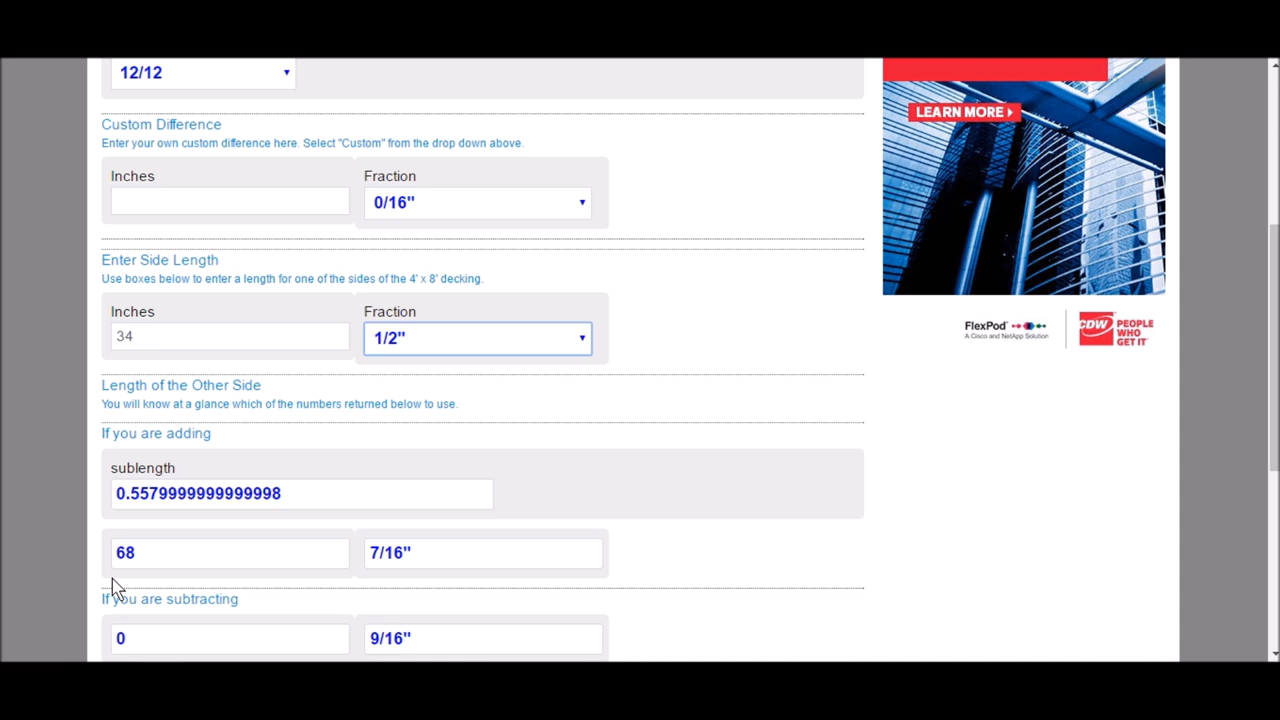 12/12
LEARN MORE
Custom Difference
Enter your own custom difference here. Select "Custom" from the drop down above.
Inches
Fraction
0/16"
Enter Side Length
Use boxes below to enter a length for one of the sides of the 4' x 8' decking.
Inches
Fraction
34
1/2"
FlexPod
A Cisco and NetApp Solution
CDW
PEOPLE
WHO
GET IT
Length of the Other Side
You will know at a glance which of the numbers returned below to use.
If you are adding
sublength
0.5579999999999998
68
7/16"
If you are subtracting
0
9/16"